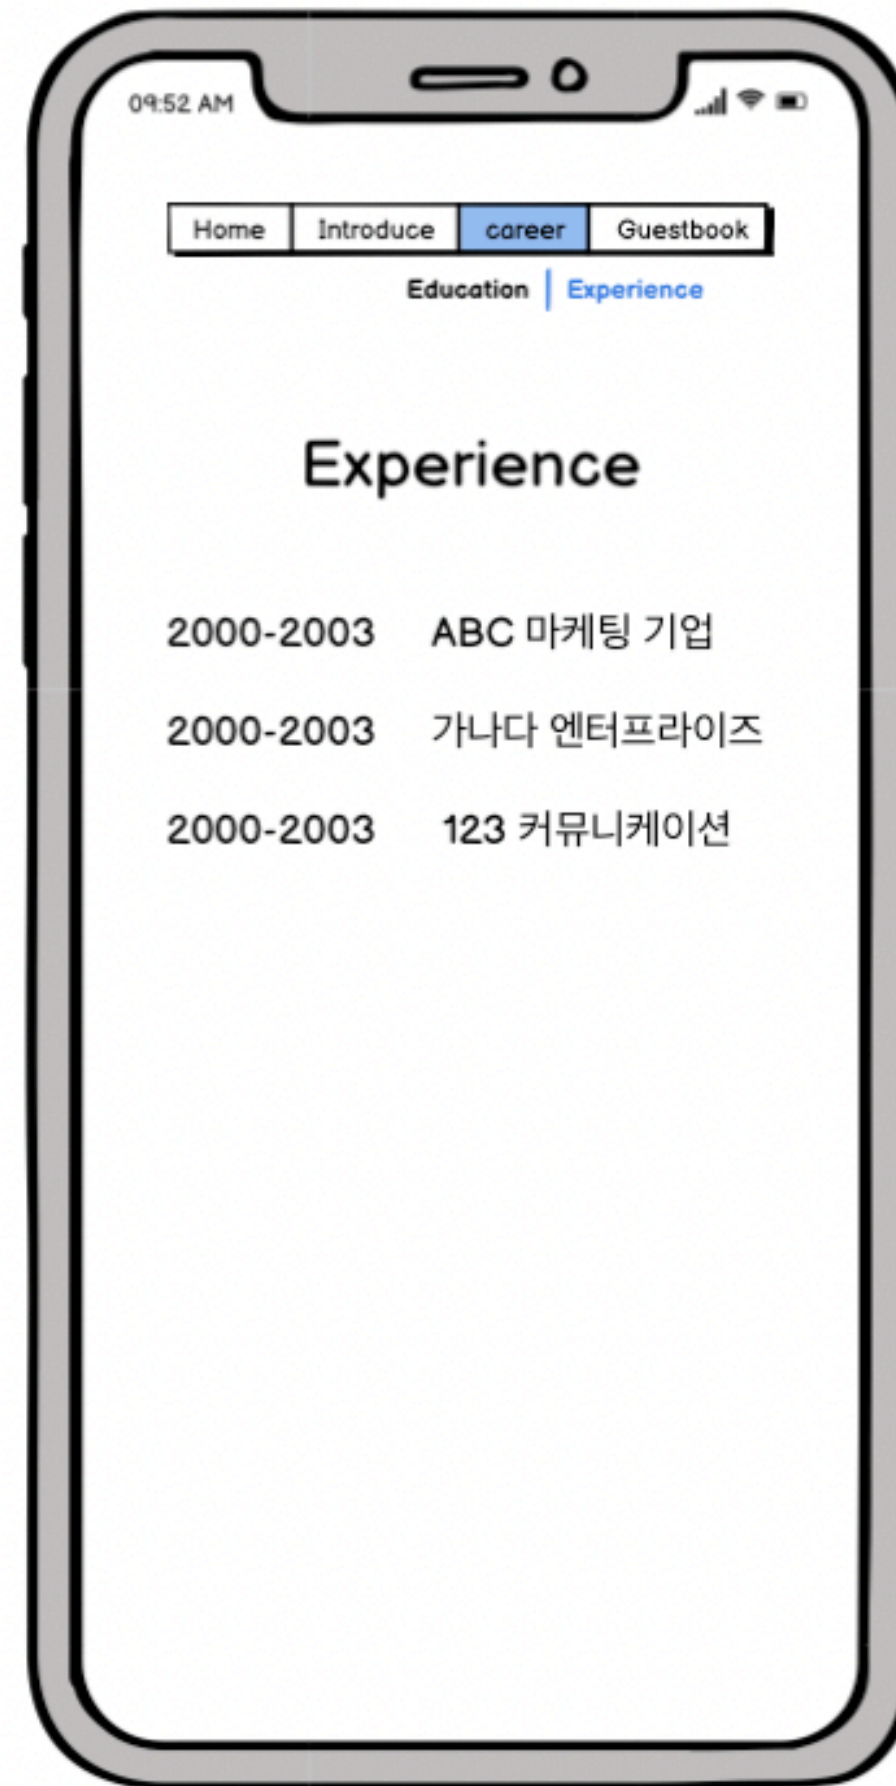 09:52 AM
Home Introduce career Guestbook
Education Experience
Experience
2000-2003 ABC 마케팅 기업
2000-2003 가나다 엔터프라이즈
2000-2003 123 커뮤니케이션